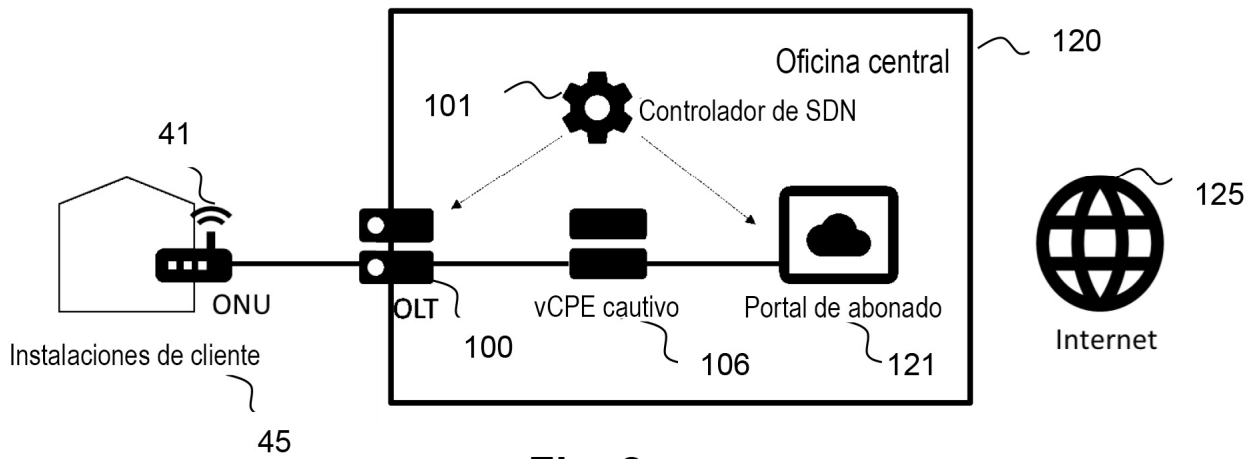 Oficina central
120
101
Controlador de SDN
41
125
ONU
OLT
vCPE cautivo
Portal de abonado
Internet
Instalaciones de cliente
100
106
121
45